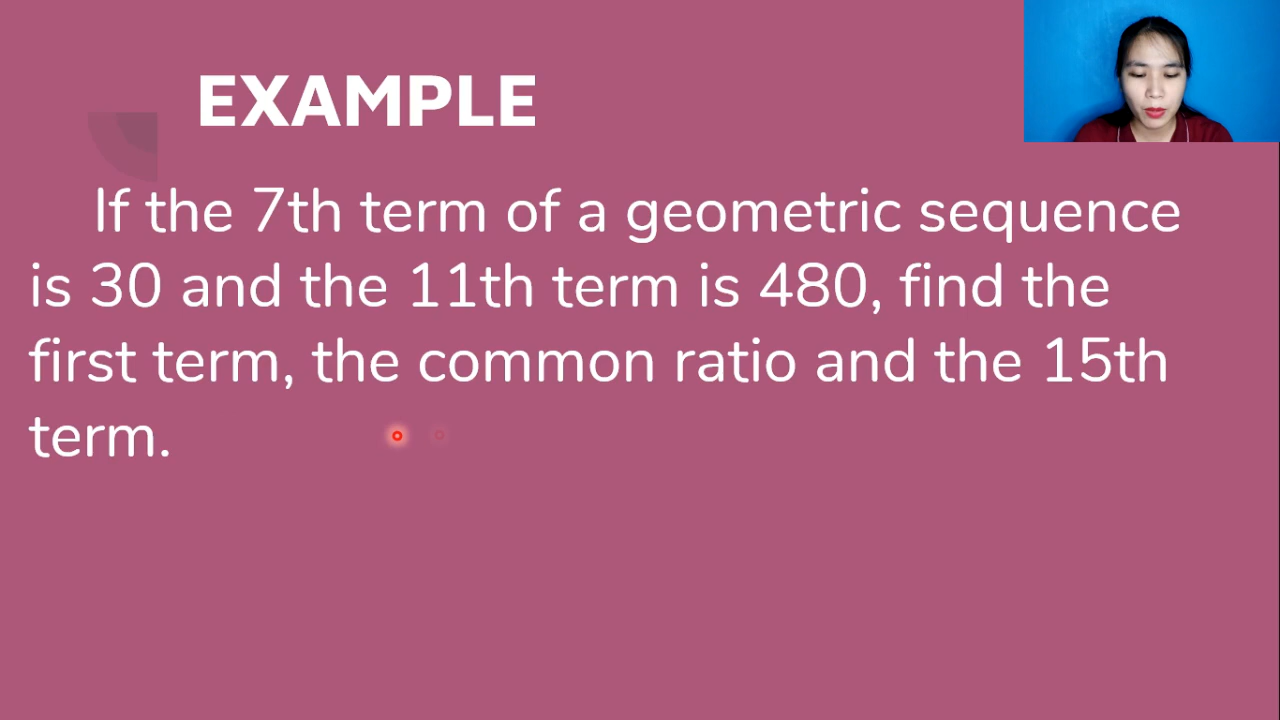 EXAMPLE
If the 7th term of a geometric sequence
is 30 and the 11th term is 480, find the
first term, the common ratio and the 15th
term.